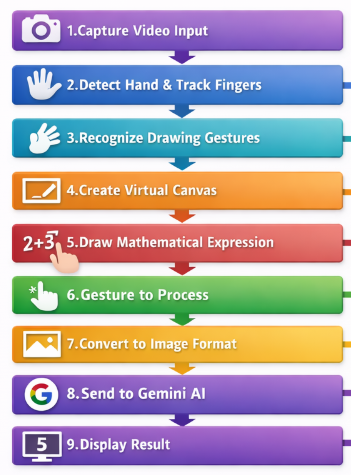 1.Capture Video Input
2.Detect Hand & Track Fingers
3.Recognize Drawing Gestures
4.Create Virtual Canvas
2+3 5.Draw Mathematical Expression
6.Gesture to Process
7.Convert to Image Format
G 8.Send to Gemini AI
5 9.Display Result